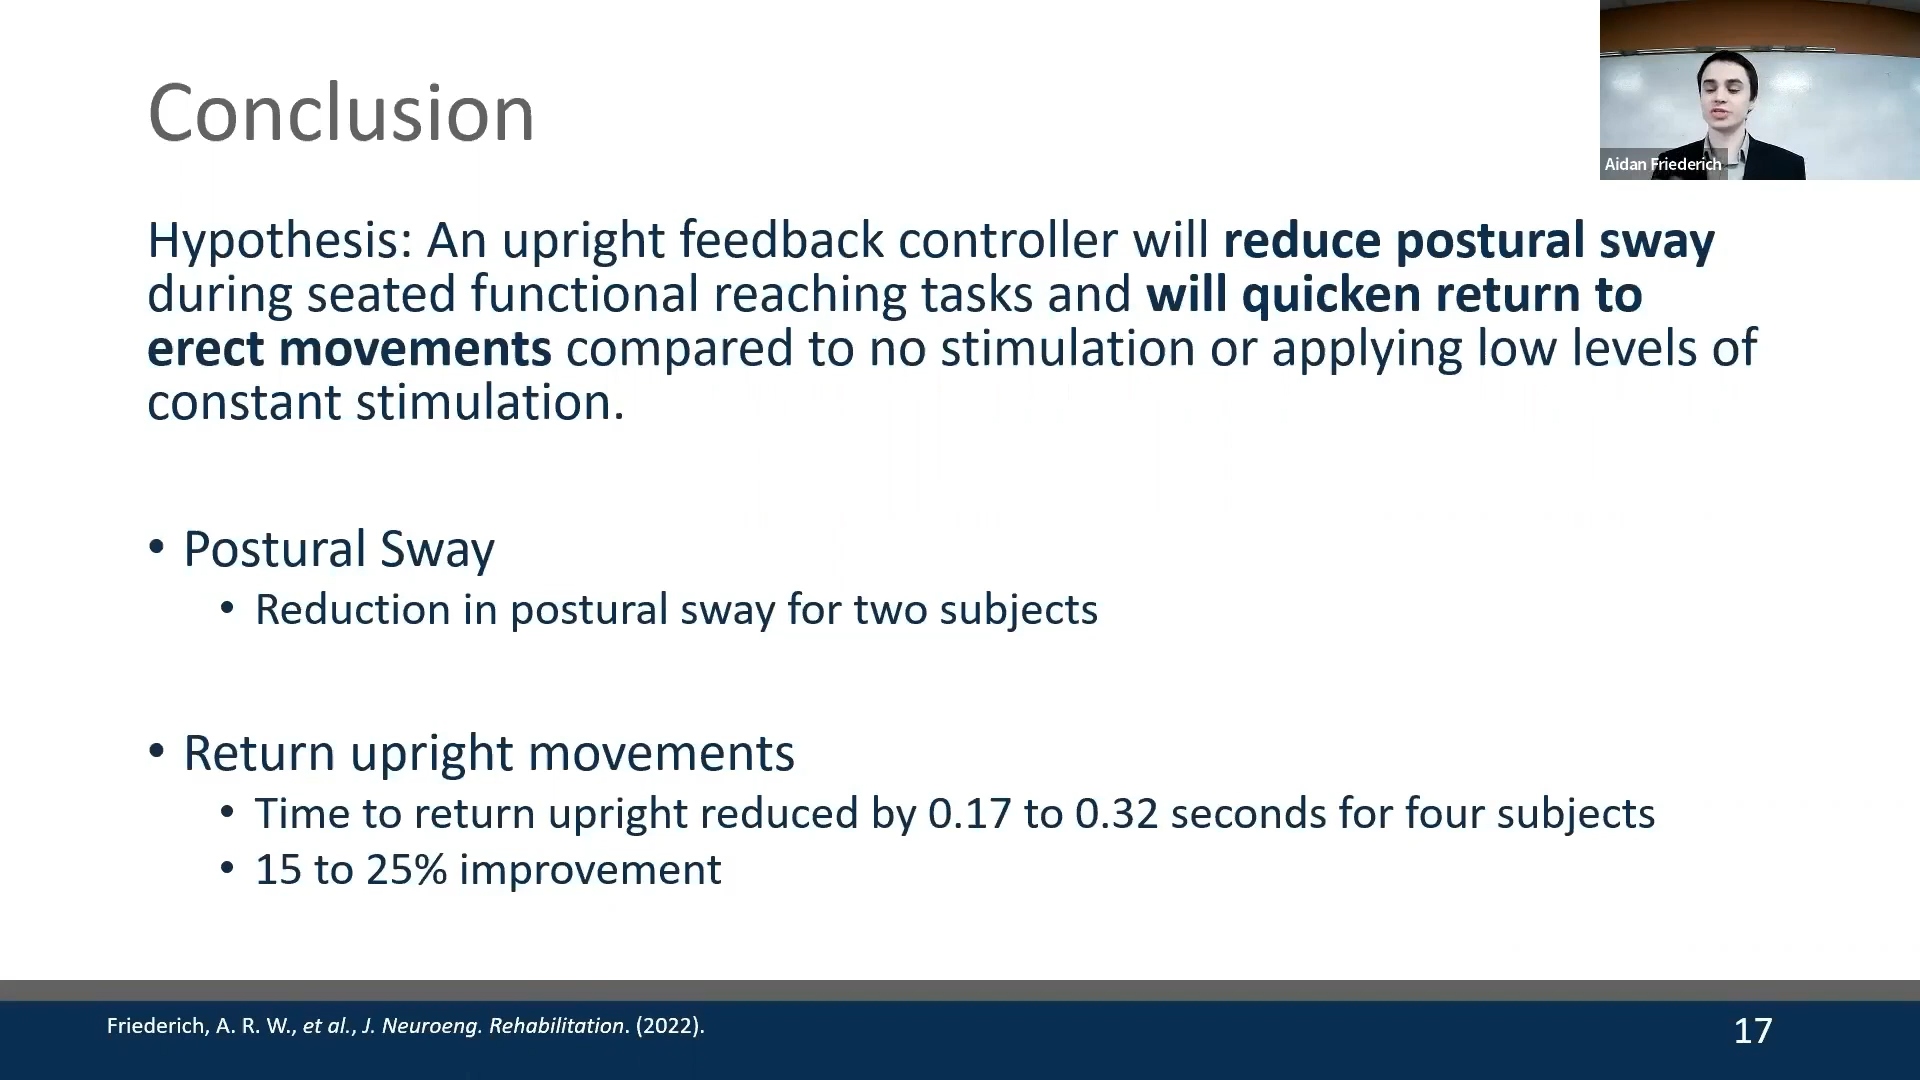 Conclusion
Aidan Friederich
Hypothesis: An upright feedback controller will reduce postural sway
during seated functional reaching tasks and will quicken return to
erect movements compared to no stimulation or applying low levels of
constant stimulation.
• Postural Sway
• Reduction in postural sway for two subjects
• Return upright movements
• Time to return upright reduced by 0.17 to 0.32 seconds for four subjects
• 15 to 25% improvement
Friederich, A. R. W., et al., J. Neuroeng. Rehabilitation. (2022).
17